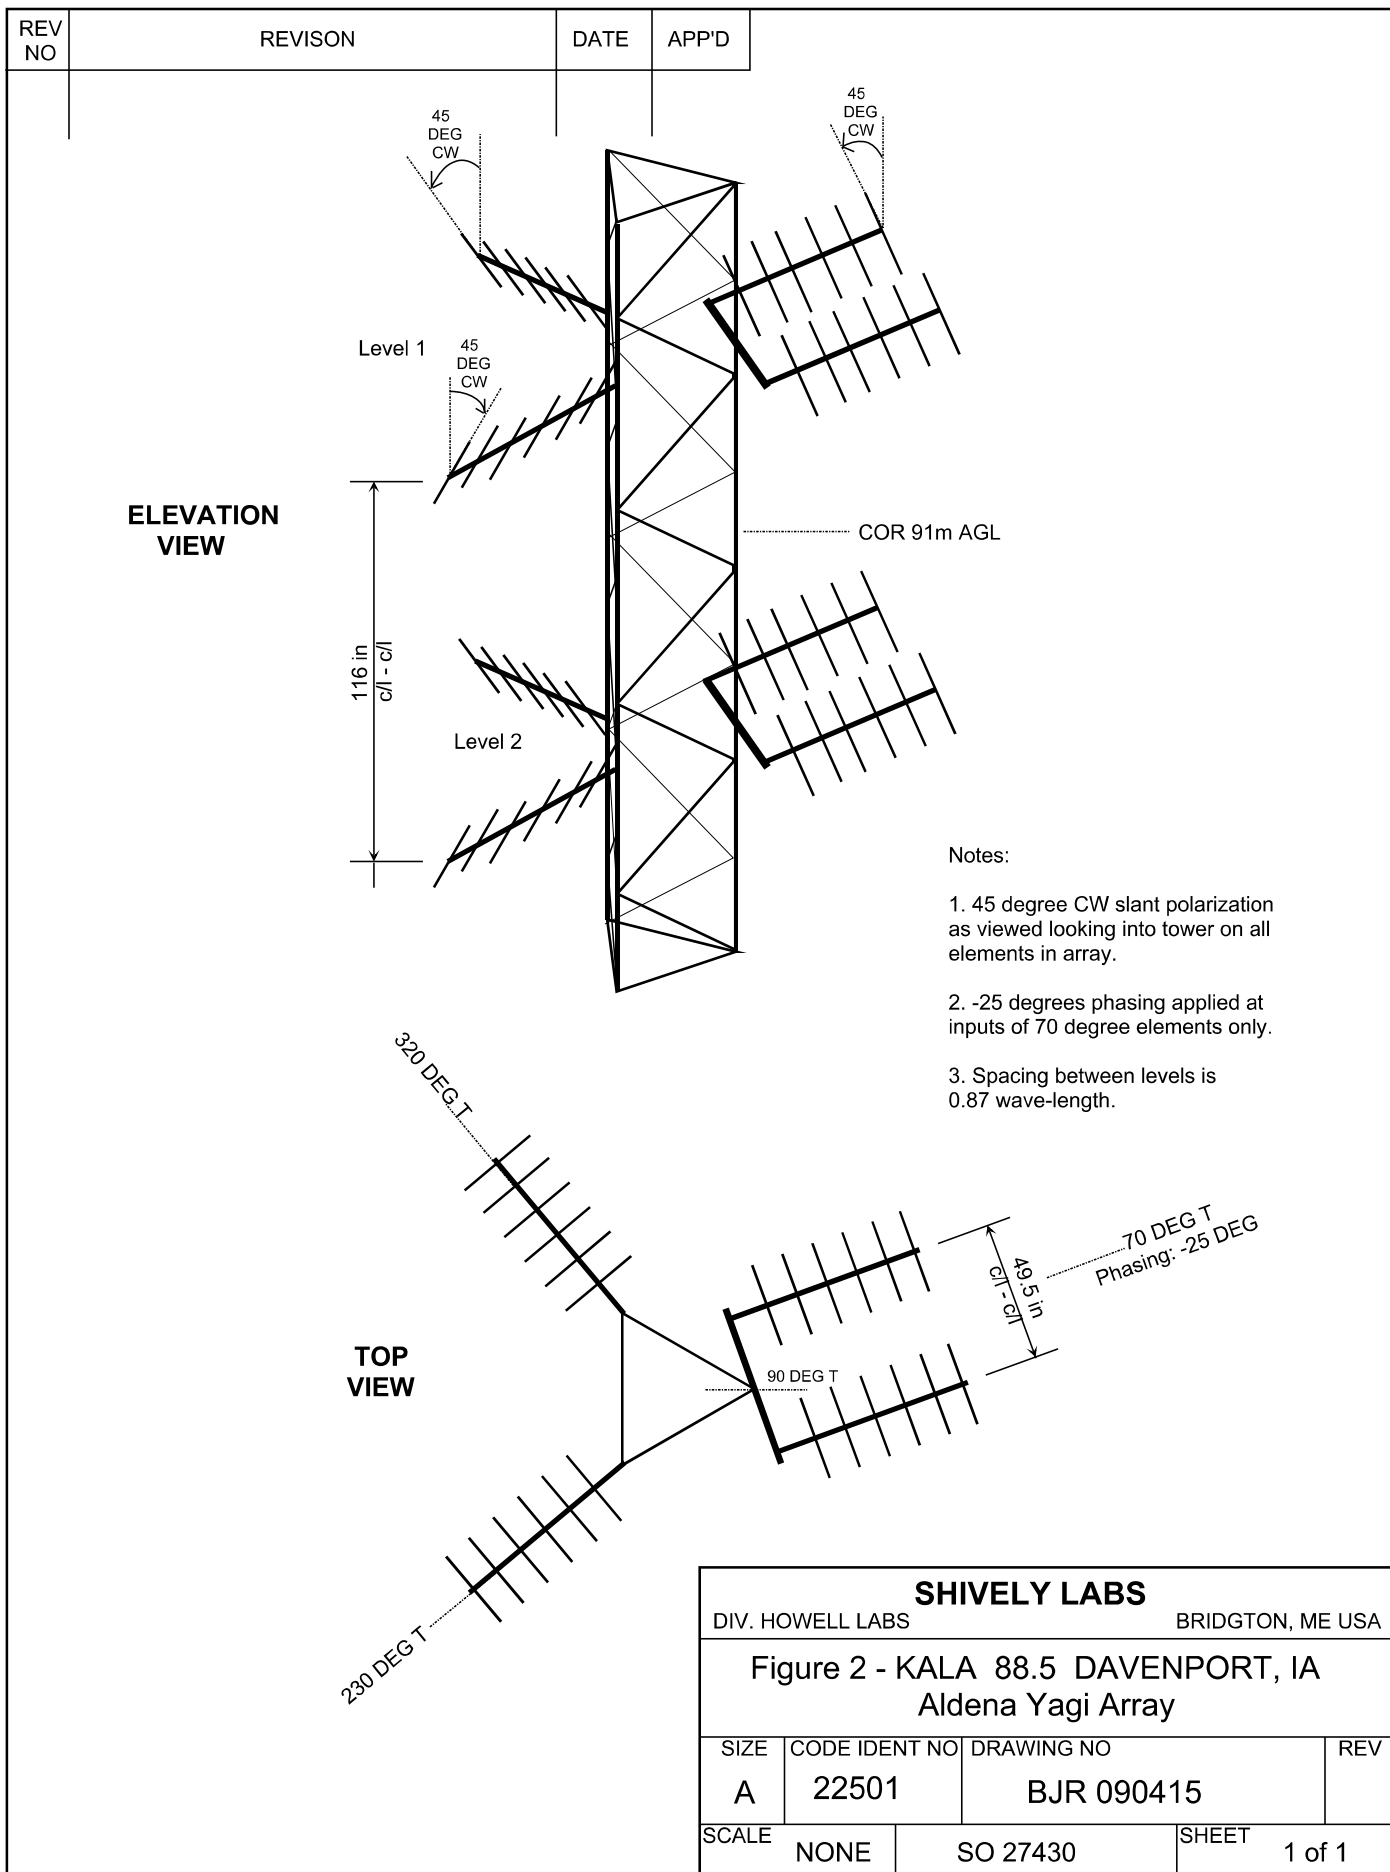 REV
NO
REVISON
DATE
APP'D
45
DEG
CW
45
DEG
CW
Level 1
45
DEG
CW
ELEVATION
VIEW
COR 91m AGL
116 in
c/l - c/l
Level 2
Notes:
1. 45 degree CW slant polarization
as viewed looking into tower on all
elements in array.
2. -25 degrees phasing applied at
inputs of 70 degree elements only.
3. Spacing between levels is
0.87 wave-length.
320 DEG T
70 DEG T
Phasing: -25 DEG
49.5 in
c/l - c/l
TOP
VIEW
90 DEG T
230 DEG T
SHIVELY LABS
DIV. HOWELL LABS BRIDGTON, ME USA
Figure 2 - KALA 88.5 DAVENPORT, IA
Aldena Yagi Array
SIZE CODE IDENT NO DRAWING NO REV
A 22501 BJR 090415
SCALE NONE SO 27430 SHEET 1 of 1